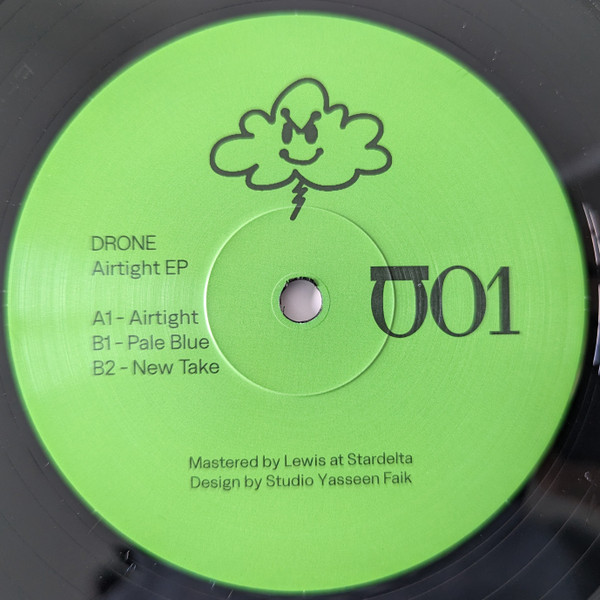 DRONE
Airtight EP
A1 - Airtight
B1 - Pale Blue
B2 - New Take
001
Mastered by Lewis at Stardelta
Design by Studio Yasseen Faik